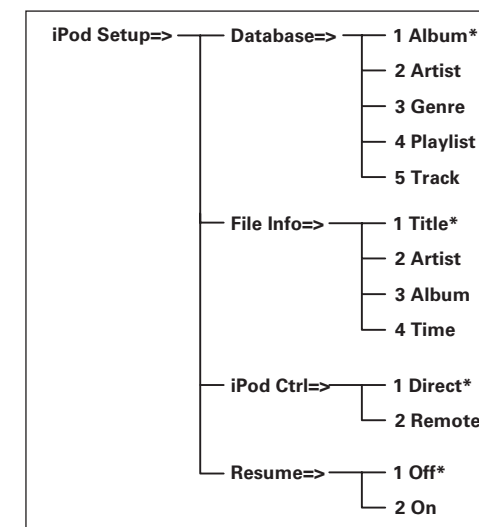 iPod Setup=> Database=> 1 Album*
2 Artist
3 Genre
4 Playlist
5 Track
File Info=> 1 Title*
2 Artist
3 Album
4 Time
iPod Ctrl=> 1 Direct*
2 Remote
Resume=> 1 Off*
2 On